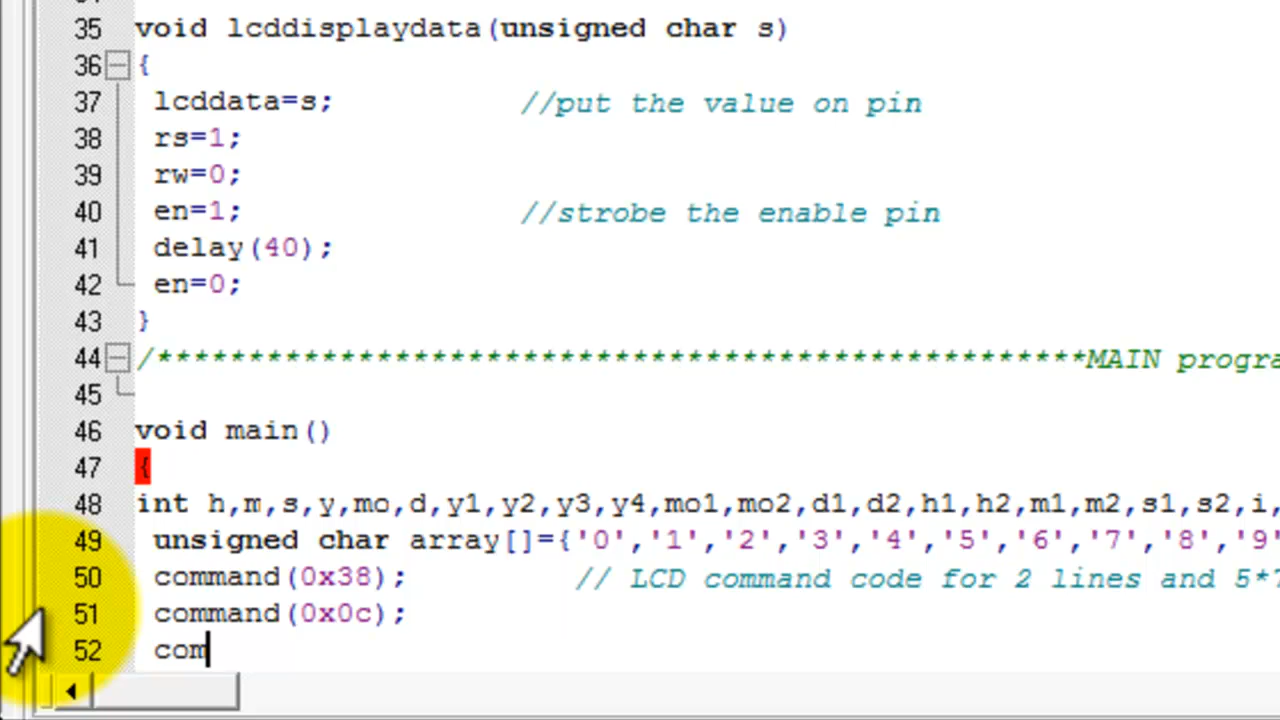 35 void lcddisplaydata(unsigned char s)
36 {
37 lcddata=s; //put the value on pin
38 rs=1;
39 rw=0;
40 en=1; //strobe the enable pin
41 delay(40);
42 en=0;
43 }
44 /***************************************************MAIN progra
45
46 void main()
47 {
48 int h,m,s,y,mo,d,y1,y2,y3,y4,mo1,mo2,d1,d2,h1,h2,m1,m2,s1,s2,i,
49 unsigned char array[]={'0','1','2','3','4','5','6','7','8','9'
50 command(0x38); // LCD command code for 2 lines and 5*7
51 command(0x0c);
52 com